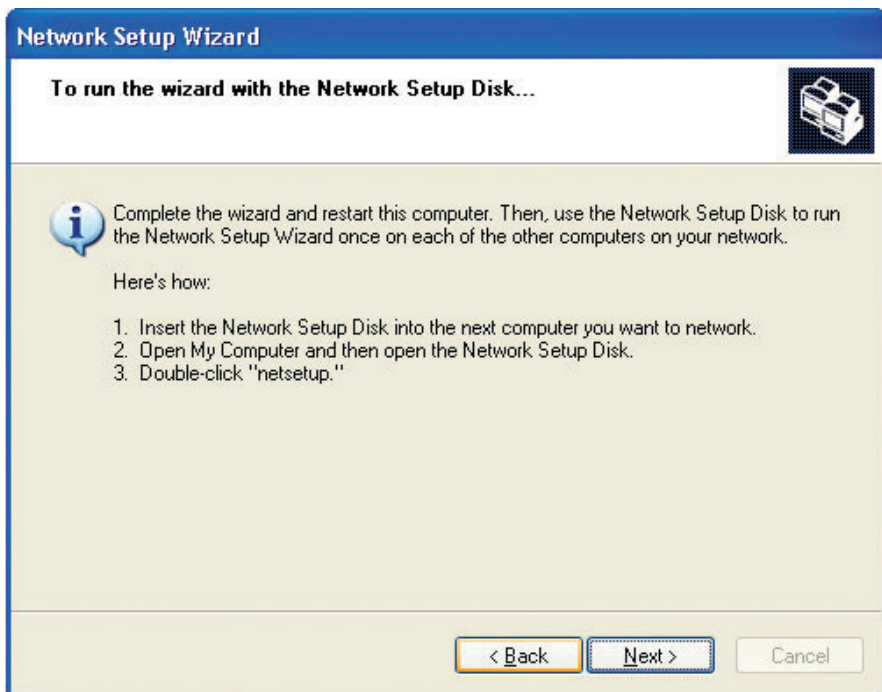 Network Setup Wizard
To run the wizard with the Network Setup Disk...
Complete the wizard and restart this computer. Then, use the Network Setup Disk to run
the Network Setup Wizard once on each of the other computers on your network.
Here's how:
1. Insert the Network Setup Disk into the next computer you want to network.
2. Open My Computer and then open the Network Setup Disk.
3. Double-click "netsetup."
< Back
Next >
Cancel